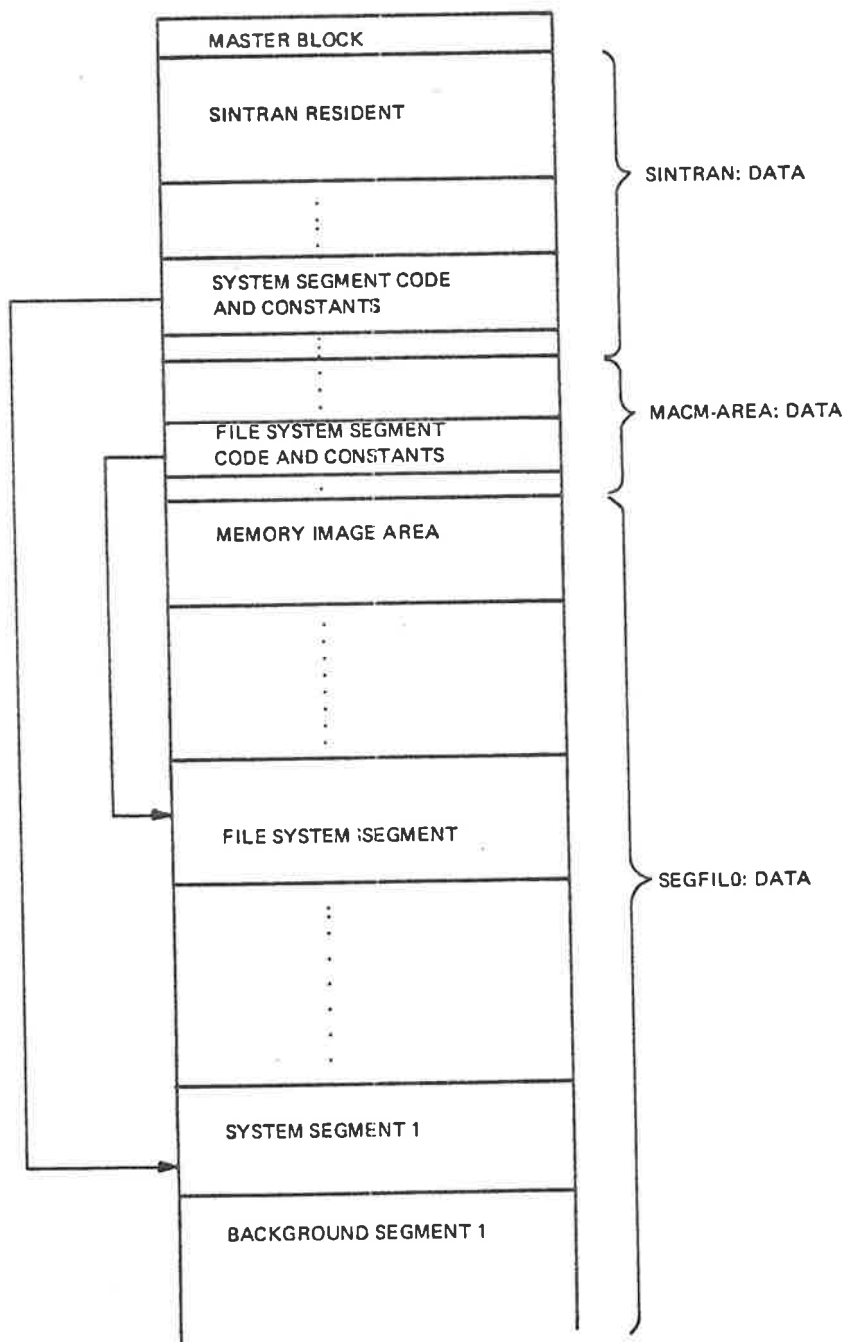 MASTER BLOCK
SINTRAN RESIDENT
SINTRAN: DATA
SYSTEM SEGMENT CODE
AND CONSTANTS
MACM-AREA: DATA
FILE SYSTEM SEGMENT
CODE AND CONSTANTS
MEMORY IMAGE AREA
FILE SYSTEM SEGMENT
SEGFIL0: DATA
SYSTEM SEGMENT 1
BACKGROUND SEGMENT 1